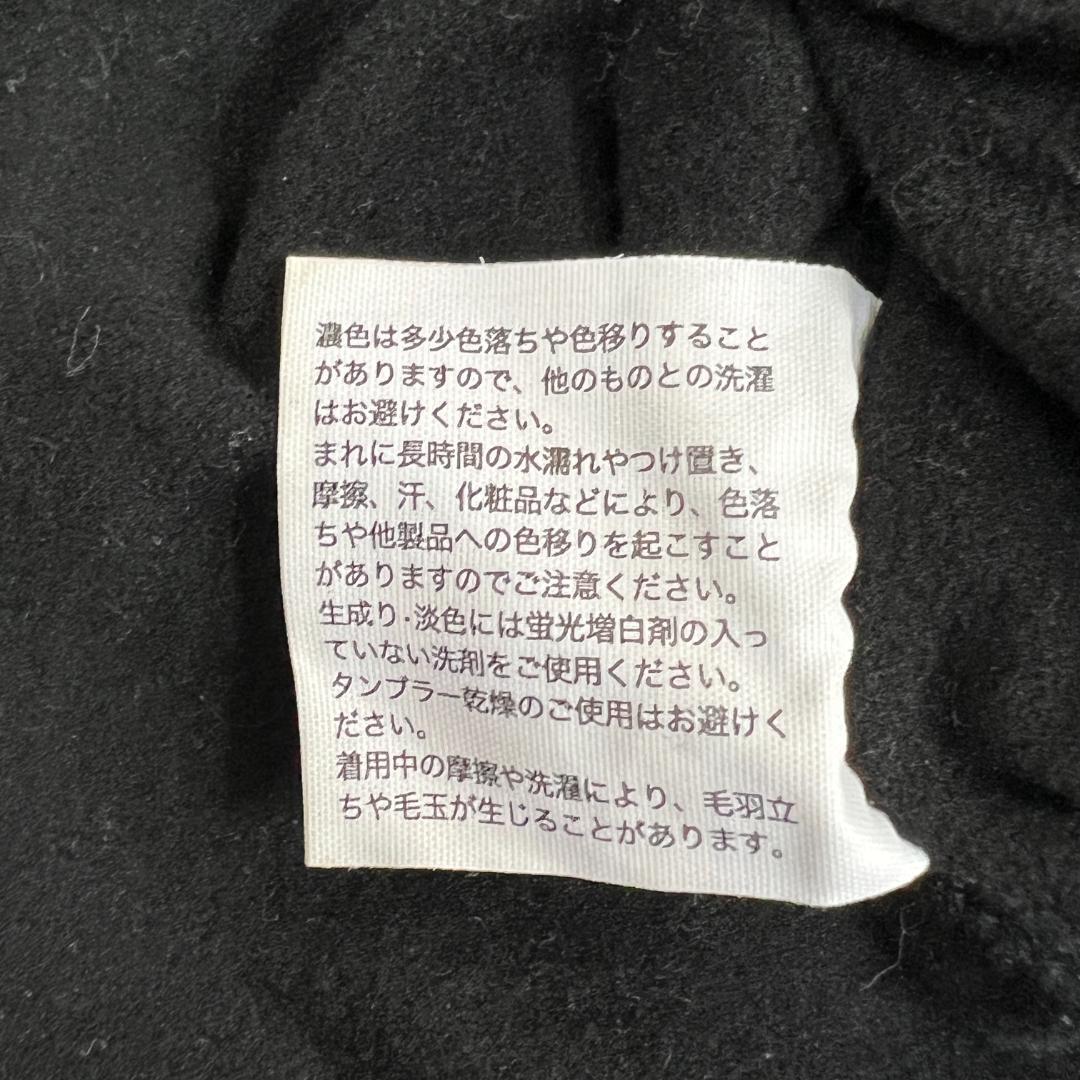 濃色は多少色落ちや色移りすること
がありますので、他のものとの洗濯
はお避けください。
まれに長時間の水濡れやつけ置き、
摩擦、汗、化粧品などにより、色落
ちや他製品への色移りを起こすこと
がありますのでご注意ください。
生成り・淡色には蛍光増白剤の入っ
ていない洗剤をご使用ください。
タンブラー乾燥のご使用はお避けく
ださい。
着用中の摩擦や洗濯により、毛羽立
ちや毛玉が生じることがあります。